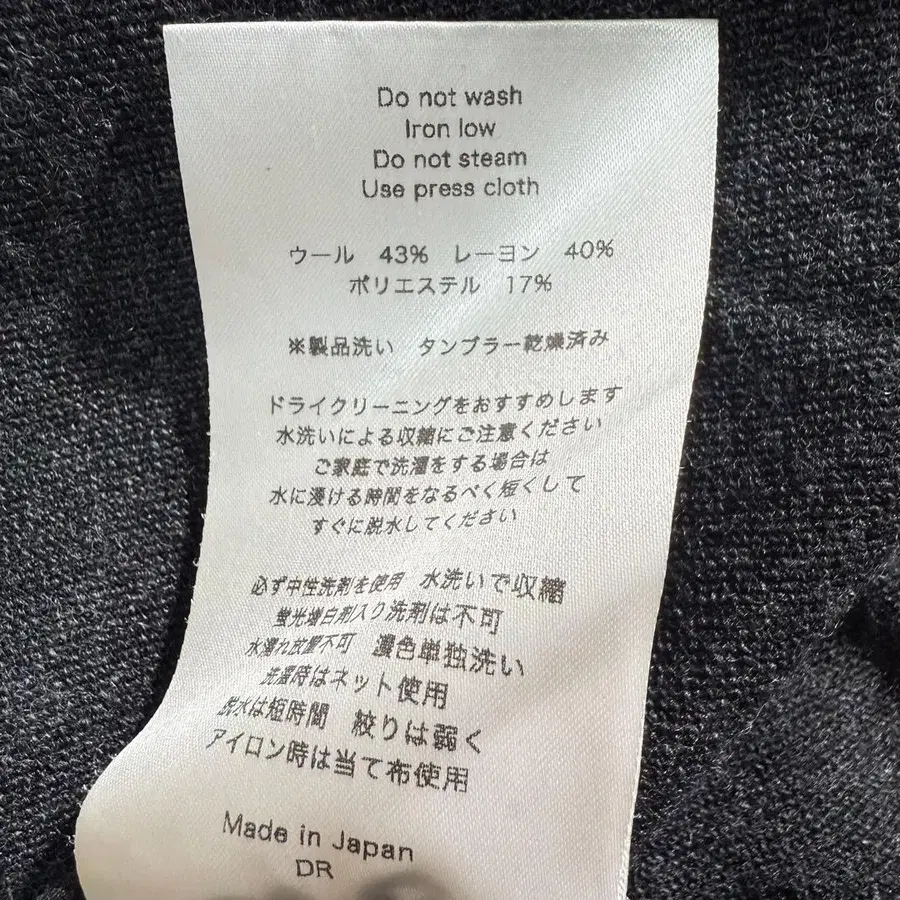 Do not wash
Iron low
Do not steam
Use press cloth
ウール 43% レーヨン 40%
ポリエステル 17%
※製品洗い タンブラー乾燥済み
ドライクリーニングをおすすめします
水洗いによる収縮にご注意ください
ご家庭で洗濯をする場合は
水に浸ける時間をなるべく短くして
すぐに脱水してください
必ず中性洗剤を使用 水洗いで収縮
蛍光増白剤入り洗剤は不可
水濡れ放置不可 濃色単独洗い
洗濯時はネット使用
脱水は短時間 絞りは弱く
アイロン時は当て布使用
Made in Japan
DR